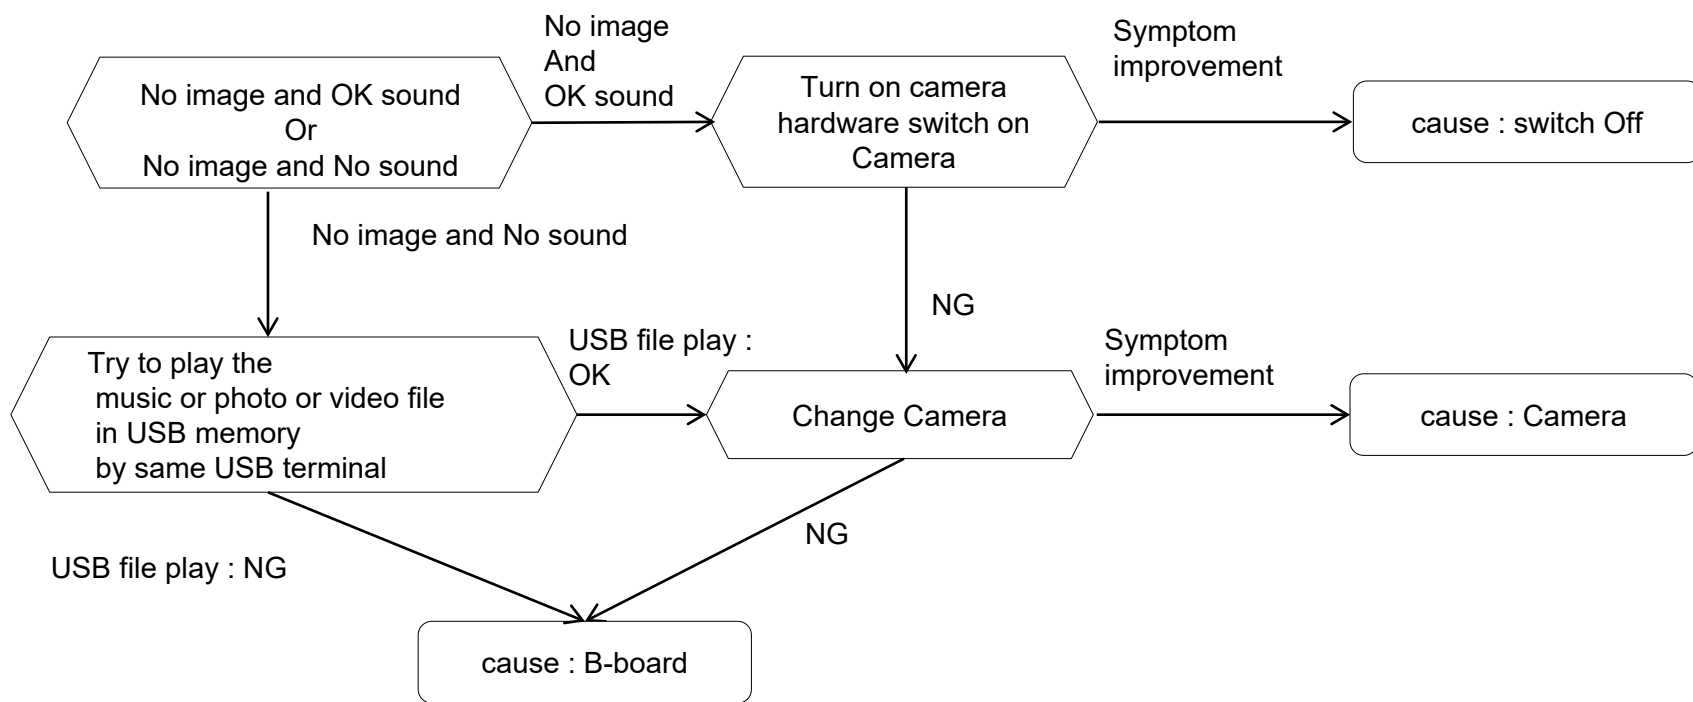 No image and OK sound
Or
No image and No sound
No image
And
OK sound
Turn on camera
hardware switch on
Camera
Symptom
improvement
cause : switch Off
No image and No sound
NG
Try to play the
music or photo or video file
in USB memory
by same USB terminal
USB file play :
OK
Change Camera
Symptom
improvement
cause : Camera
USB file play : NG
NG
cause : B-board